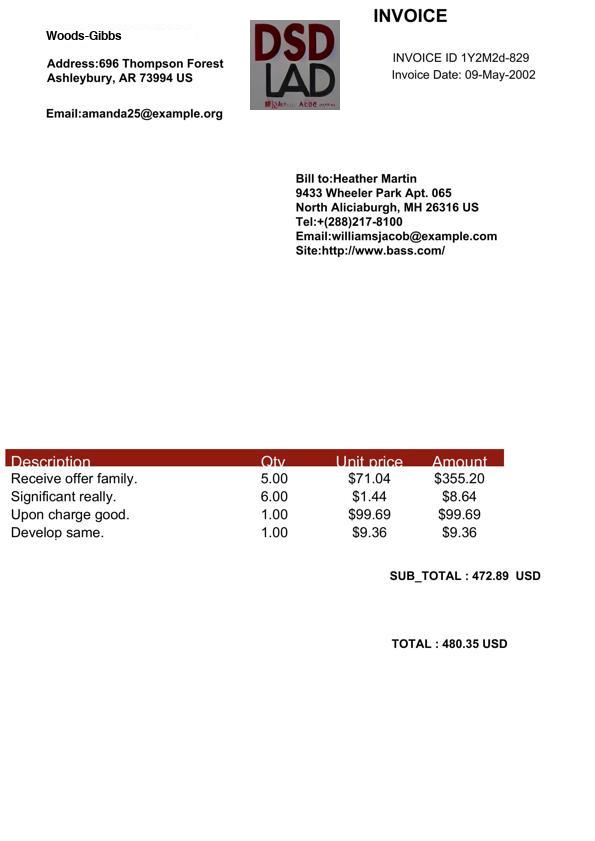 INVOICE
Woods-Gibbs
DSD
LAD
INVOICE ID 1Y2M2d-829
Address:696 Thompson Forest
Invoice Date: 09-May-2002
Ashleybury, AR 73994 US
Email:amanda25@example.org
Bill to:Heather Martin
9433 Wheeler Park Apt. 065
North Aliciaburgh, MH 26316 US
Tel:+(288)217-8100
Email:williamsjacob@example.com
Site:http://www.bass.com/
Description Qty Unit price Amount
Receive offer family. 5.00 $71.04 $355.20
Significant really. 6.00 $1.44 $8.64
Upon charge good. 1.00 $99.69 $99.69
Develop same. 1.00 $9.36 $9.36
SUB_TOTAL : 472.89 USD
TOTAL : 480.35 USD